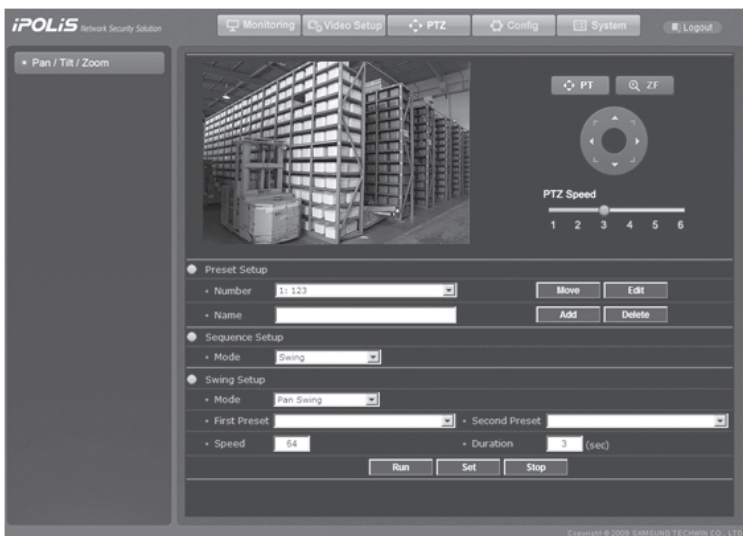 iPOLiS Network Security Solution
Monitoring
Video Setup
PTZ
Config
System
Logout
Pan / Tilt / Zoom
PT
ZF
PTZ Speed
1 2 3 4 5 6
Preset Setup
Number 1: 123 Move Edit
Name Add Delete
Sequence Setup
Mode Swing
Swing Setup
Mode Pan Swing
First Preset Second Preset
Speed 64 Duration 3 (sec)
Run Set Stop
Copyright © 2009 SAMSUNG TECHWIN CO., LTD